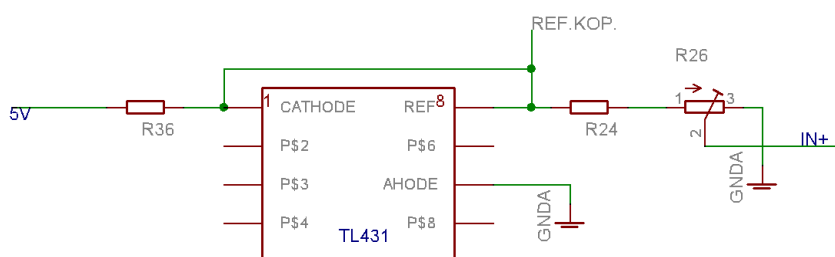 REF.KOP.
R26
1 CATHODE REF 8
1 3
5V
R36
R24
2
IN+
P$2 P$6
P$3 AHODE
GNDA
GNDA
P$4 P$8
TL431